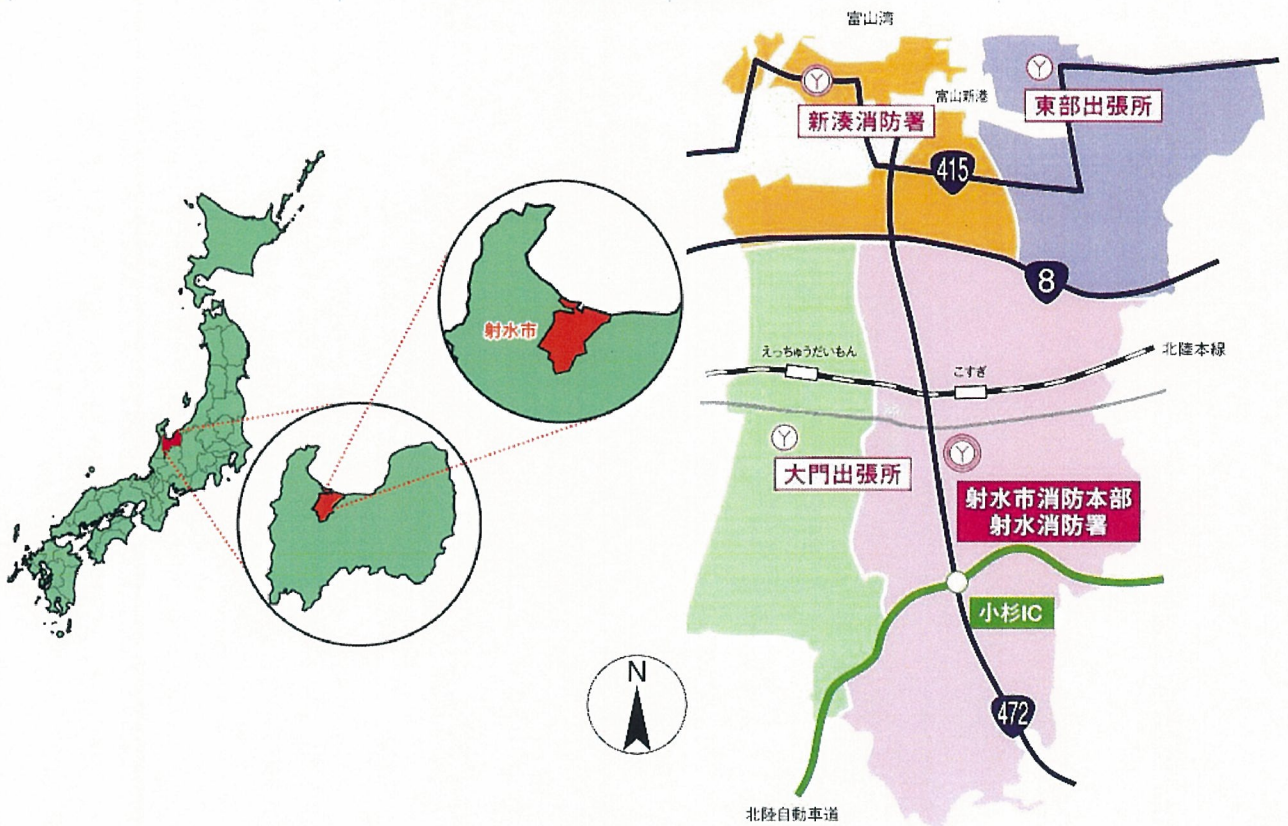 富山湾
富山新港
新湊消防署
東部出張所
415
8
射水市
えっちゅうだいもん
こすぎ
北陸本線
大門出張所
射水市消防本部
射水消防署
小杉IC
N
472
北陸自動車道